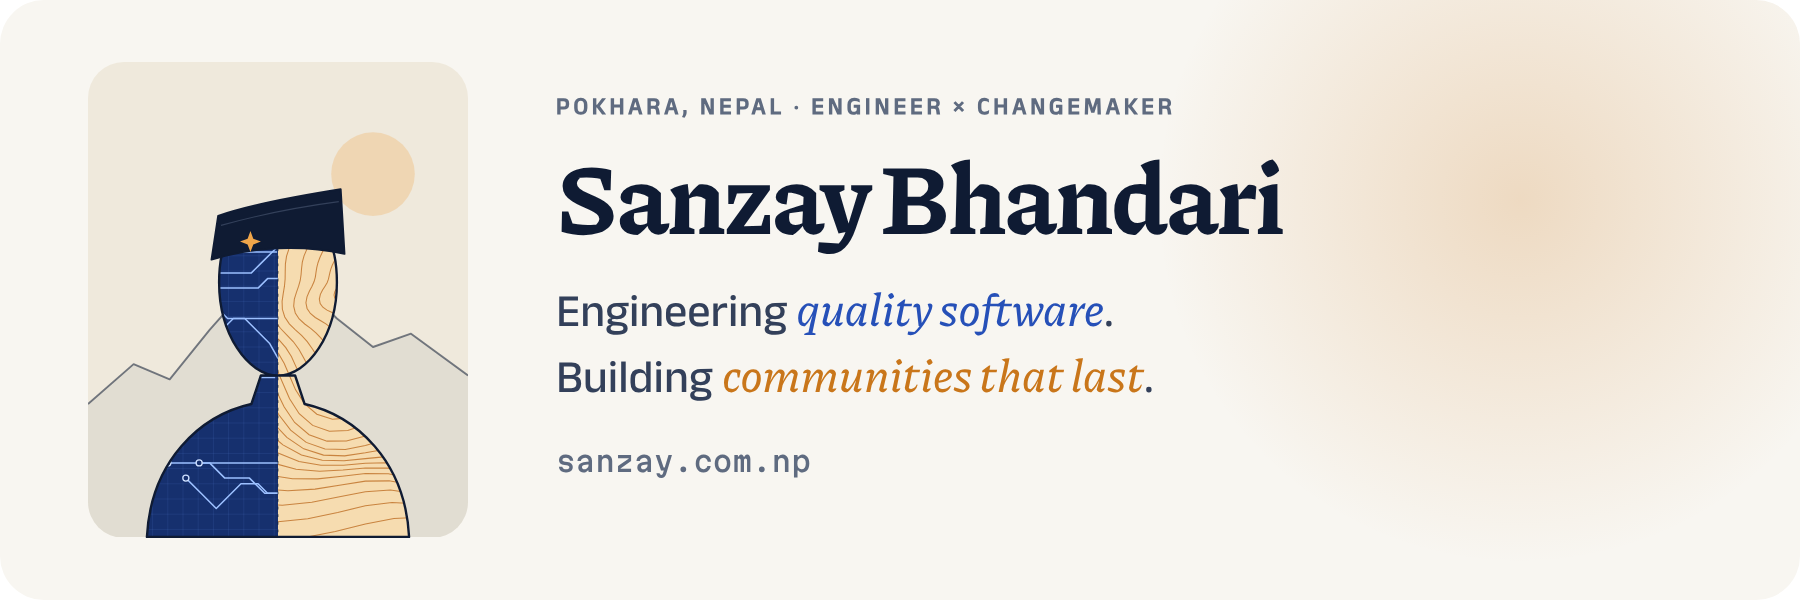 POKHARA, NEPAL · ENGINEER × CHANGEMAKER
Sanzay Bhandari
Engineering quality software.
Building communities that last.
sanzay.com.np